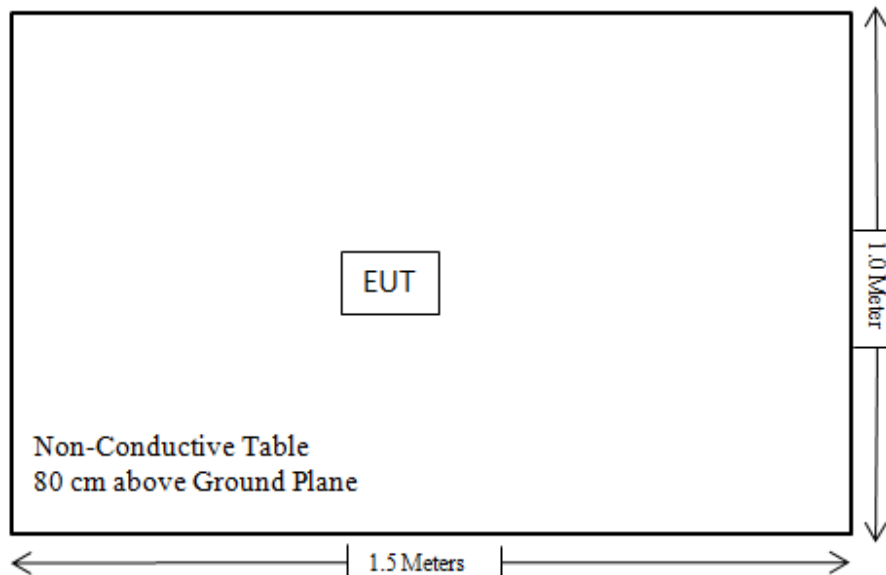 EUT
1.0 Meter
Non-Conductive Table
80 cm above Ground Plane
1.5 Meters